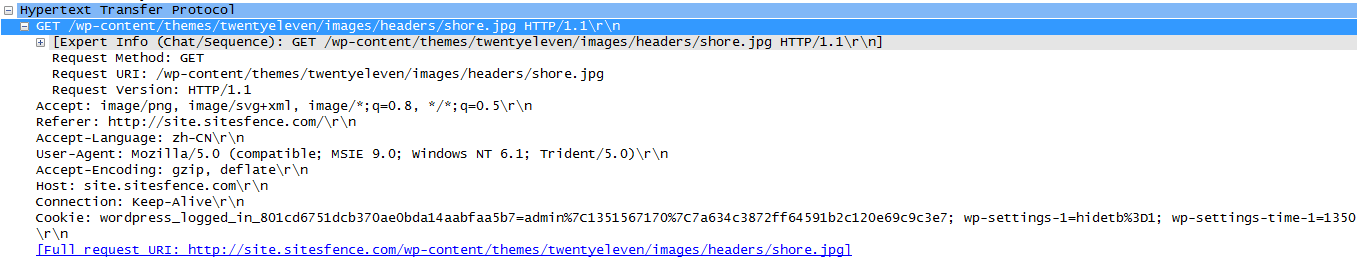 Hypertext Transfer Protocol
GET /wp-content/themes/twentyeleven/images/headers/shore.jpg HTTP/1.1\r\n
[Expert Info (Chat/Sequence): GET /wp-content/themes/twentyeleven/images/headers/shore.jpg HTTP/1.1\r\n]
Request Method: GET
Request URI: /wp-content/themes/twentyeleven/images/headers/shore.jpg
Request Version: HTTP/1.1
Accept: image/png, image/svg+xml, image/*;q=0.8, */*;q=0.5\r\n
Referer: http://site.sitesfence.com/\r\n
Accept-Language: zh-CN\r\n
User-Agent: Mozilla/5.0 (compatible; MSIE 9.0; Windows NT 6.1; Trident/5.0)\r\n
Accept-Encoding: gzip, deflate\r\n
Host: site.sitesfence.com\r\n
Connection: Keep-Alive\r\n
Cookie: wordpress_logged_in_801cd6751dcb370ae0bda14aabfaa5b7=admin%7C1351567170%7C7a634c3872ff64591b2c120e69c9c3e7; wp-settings-1=hidetb%3D1; wp-settings-time-1=1350
\r\n
[Full request URI: http://site.sitesfence.com/wp-content/themes/twentyeleven/images/headers/shore.jpg]